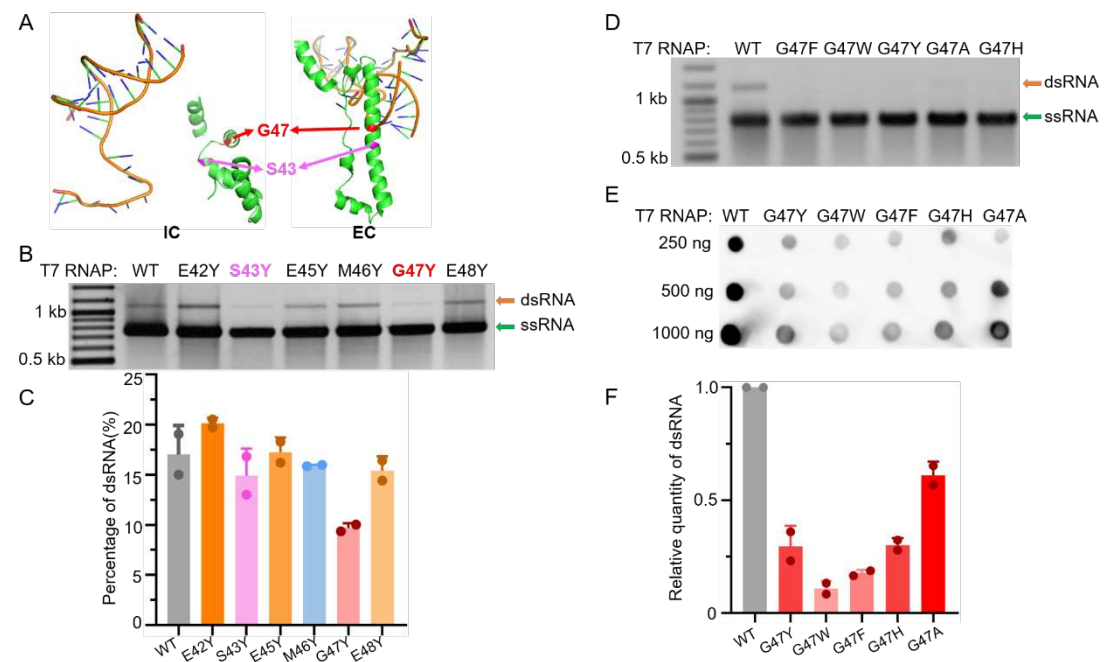 A
G47
S43
IC
EC
B
T7 RNAP: WT E42Y S43Y E45Y M46Y G47Y E48Y
1 kb
0.5 kb
dsRNA
ssRNA
C
Percentage of dsRNA(%)
25
20
15
10
5
0
WT E42Y S43Y E45Y M46Y G47Y E48Y
D
T7 RNAP: WT G47F G47W G47Y G47A G47H
1 kb
0.5 kb
dsRNA
ssRNA
E
T7 RNAP: WT G47Y G47W G47F G47H G47A
250 ng
500 ng
1000 ng
F
Relative quantity of dsRNA
1.0
0.5
0
WT G47Y G47W G47F G47H G47A